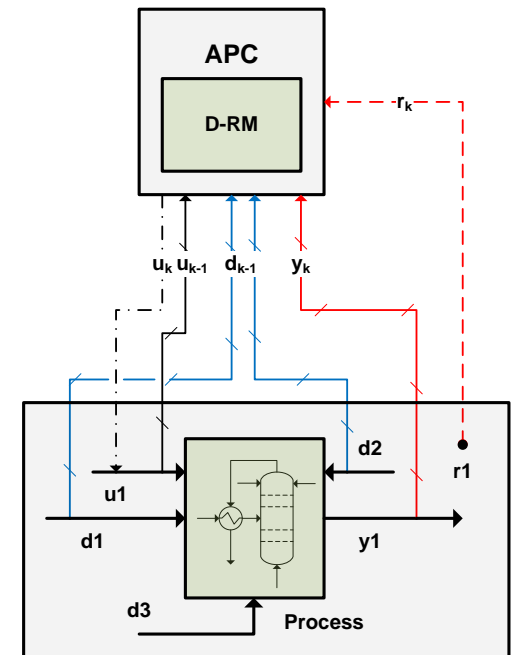 APC
D-RM
rk
uk uk-1 dk-1 yk
d2
u1
r1
d1
y1
d3
Process